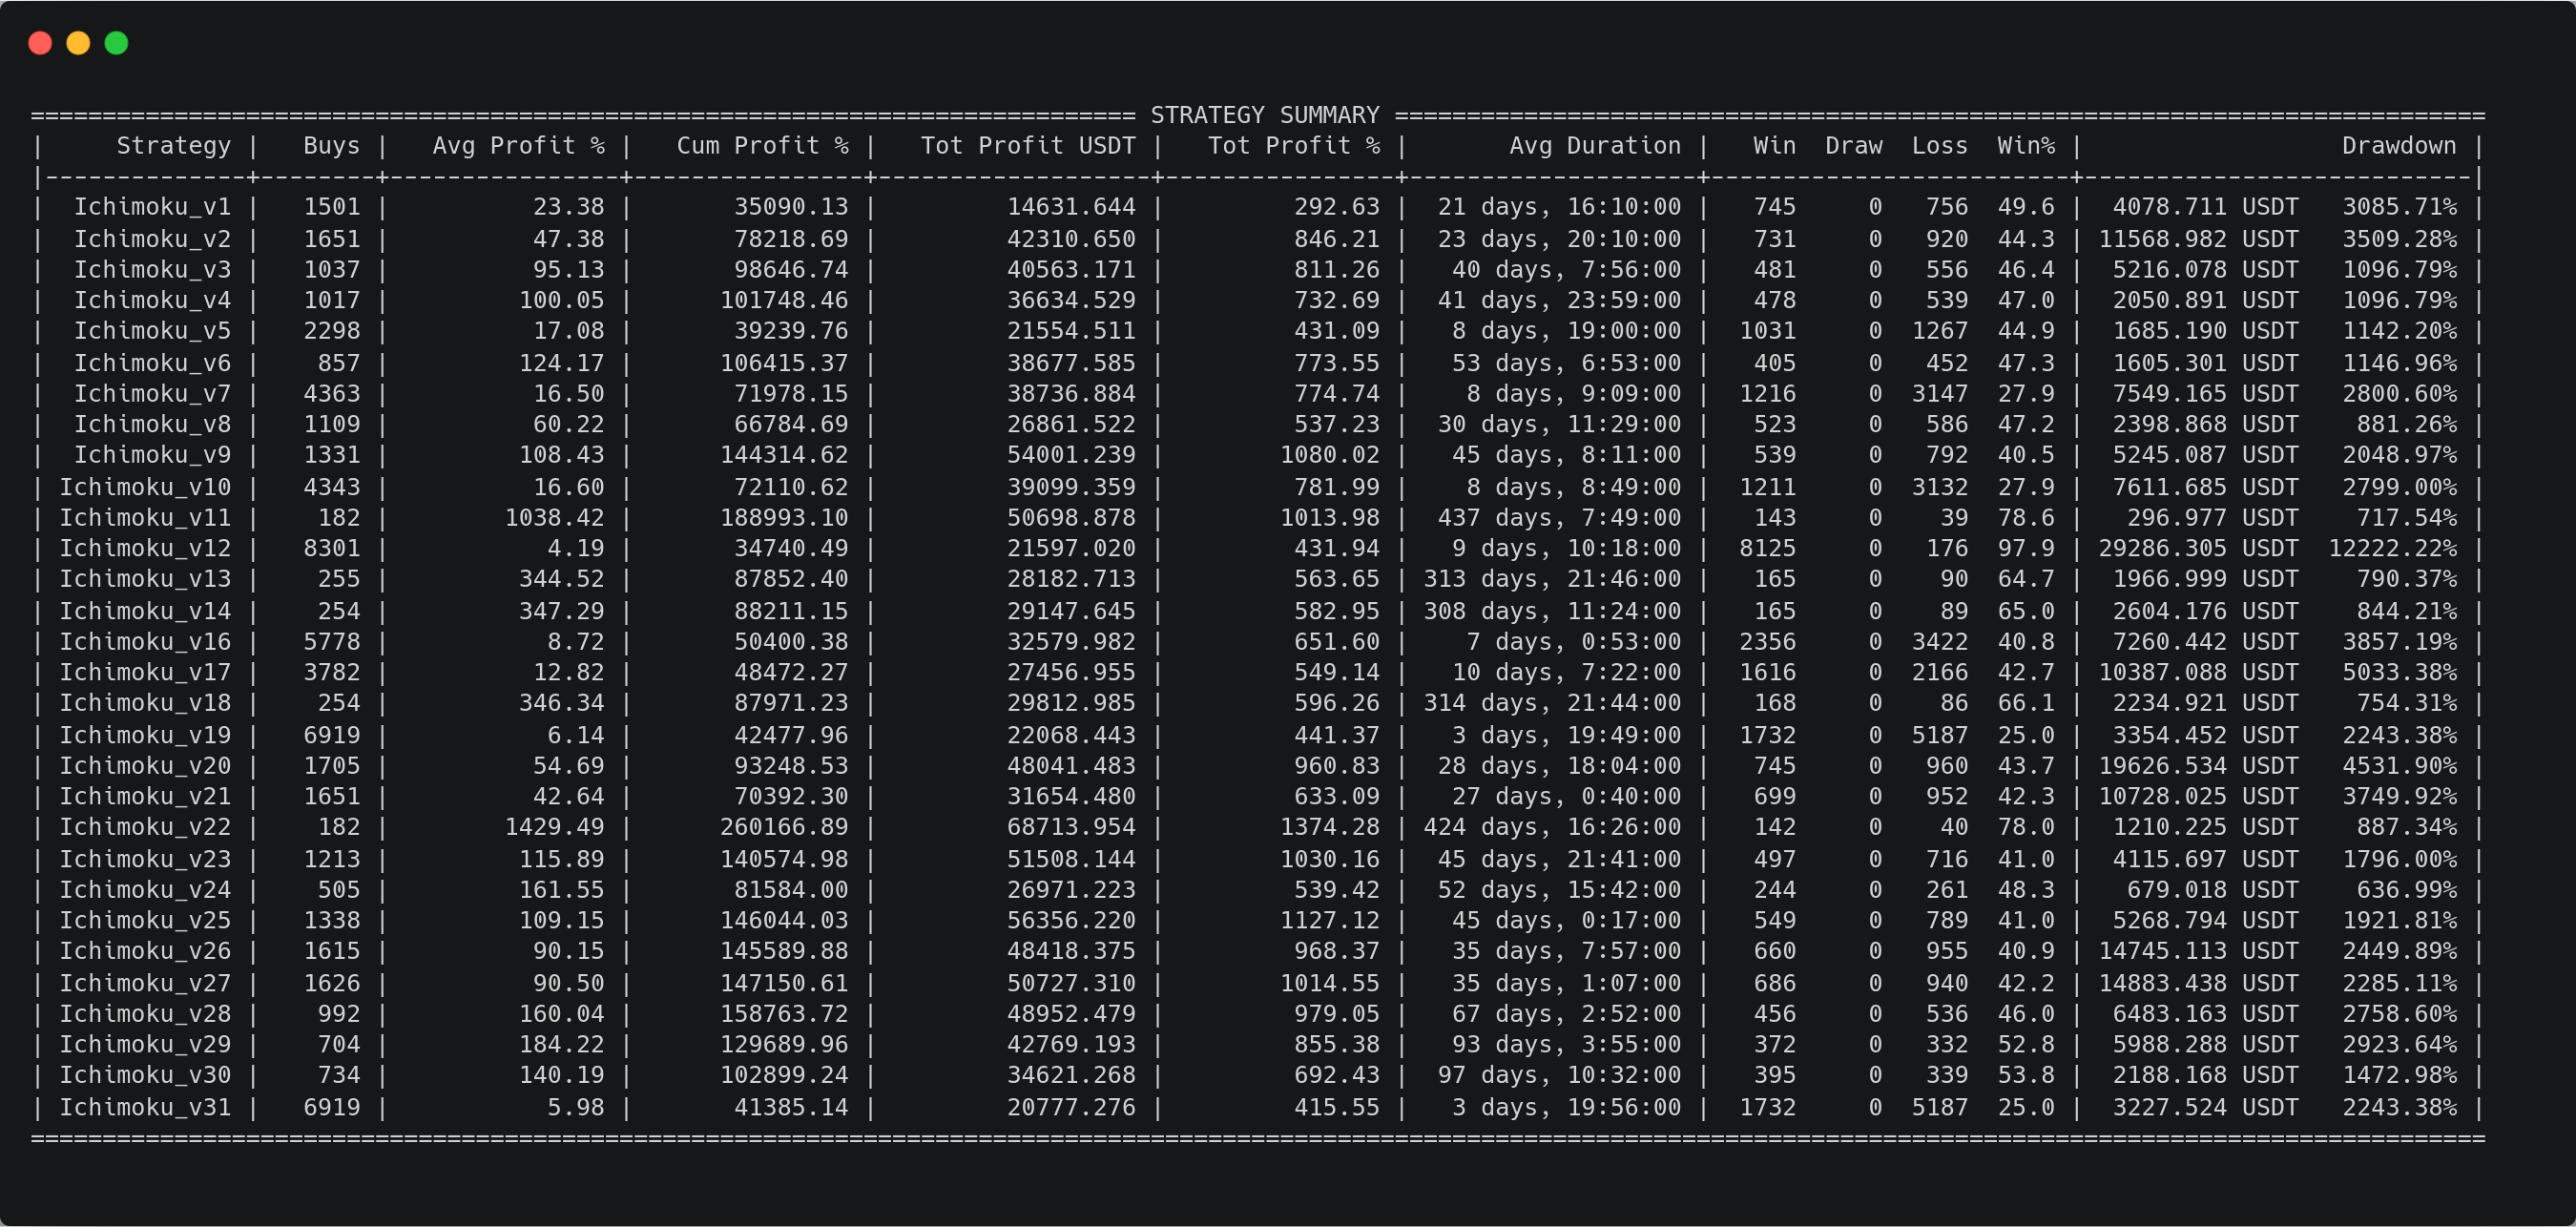 ============================================================================= STRATEGY SUMMARY ============================================================================
|     Strategy |   Buys |   Avg Profit % |   Cum Profit % |   Tot Profit USDT |   Tot Profit % |       Avg Duration |   Win  Draw  Loss  Win% |                  Drawdown |
|--------------+--------+----------------+----------------+-------------------+----------------+--------------------+-------------------------+---------------------------|
|  Ichimoku_v1 |   1501 |          23.38 |       35090.13 |         14631.644 |         292.63 |  21 days, 16:10:00 |   745     0   756  49.6 |  4078.711 USDT   3085.71% |
|  Ichimoku_v2 |   1651 |          47.38 |       78218.69 |         42310.650 |         846.21 |  23 days, 20:10:00 |   731     0   920  44.3 | 11568.982 USDT   3509.28% |
|  Ichimoku_v3 |   1037 |          95.13 |       98646.74 |         40563.171 |         811.26 |   40 days, 7:56:00 |   481     0   556  46.4 |  5216.078 USDT   1096.79% |
|  Ichimoku_v4 |   1017 |         100.05 |      101748.46 |         36634.529 |         732.69 |  41 days, 23:59:00 |   478     0   539  47.0 |  2050.891 USDT   1096.79% |
|  Ichimoku_v5 |   2298 |          17.08 |       39239.76 |         21554.511 |         431.09 |   8 days, 19:00:00 |  1031     0  1267  44.9 |  1685.190 USDT   1142.20% |
|  Ichimoku_v6 |    857 |         124.17 |      106415.37 |         38677.585 |         773.55 |   53 days, 6:53:00 |   405     0   452  47.3 |  1605.301 USDT   1146.96% |
|  Ichimoku_v7 |   4363 |          16.50 |       71978.15 |         38736.884 |         774.74 |    8 days, 9:09:00 |  1216     0  3147  27.9 |  7549.165 USDT   2800.60% |
|  Ichimoku_v8 |   1109 |          60.22 |       66784.69 |         26861.522 |         537.23 |  30 days, 11:29:00 |   523     0   586  47.2 |  2398.868 USDT    881.26% |
|  Ichimoku_v9 |   1331 |         108.43 |      144314.62 |         54001.239 |        1080.02 |   45 days, 8:11:00 |   539     0   792  40.5 |  5245.087 USDT   2048.97% |
| Ichimoku_v10 |   4343 |          16.60 |       72110.62 |         39099.359 |         781.99 |    8 days, 8:49:00 |  1211     0  3132  27.9 |  7611.685 USDT   2799.00% |
| Ichimoku_v11 |    182 |        1038.42 |      188993.10 |         50698.878 |        1013.98 |  437 days, 7:49:00 |   143     0    39  78.6 |   296.977 USDT    717.54% |
| Ichimoku_v12 |   8301 |           4.19 |       34740.49 |         21597.020 |         431.94 |   9 days, 10:18:00 |  8125     0   176  97.9 | 29286.305 USDT  12222.22% |
| Ichimoku_v13 |    255 |         344.52 |       87852.40 |         28182.713 |         563.65 | 313 days, 21:46:00 |   165     0    90  64.7 |  1966.999 USDT    790.37% |
| Ichimoku_v14 |    254 |         347.29 |       88211.15 |         29147.645 |         582.95 | 308 days, 11:24:00 |   165     0    89  65.0 |  2604.176 USDT    844.21% |
| Ichimoku_v16 |   5778 |           8.72 |       50400.38 |         32579.982 |         651.60 |    7 days, 0:53:00 |  2356     0  3422  40.8 |  7260.442 USDT   3857.19% |
| Ichimoku_v17 |   3782 |          12.82 |       48472.27 |         27456.955 |         549.14 |   10 days, 7:22:00 |  1616     0  2166  42.7 | 10387.088 USDT   5033.38% |
| Ichimoku_v18 |    254 |         346.34 |       87971.23 |         29812.985 |         596.26 | 314 days, 21:44:00 |   168     0    86  66.1 |  2234.921 USDT    754.31% |
| Ichimoku_v19 |   6919 |           6.14 |       42477.96 |         22068.443 |         441.37 |   3 days, 19:49:00 |  1732     0  5187  25.0 |  3354.452 USDT   2243.38% |
| Ichimoku_v20 |   1705 |          54.69 |       93248.53 |         48041.483 |         960.83 |  28 days, 18:04:00 |   745     0   960  43.7 | 19626.534 USDT   4531.90% |
| Ichimoku_v21 |   1651 |          42.64 |       70392.30 |         31654.480 |         633.09 |   27 days, 0:40:00 |   699     0   952  42.3 | 10728.025 USDT   3749.92% |
| Ichimoku_v22 |    182 |        1429.49 |      260166.89 |         68713.954 |        1374.28 | 424 days, 16:26:00 |   142     0    40  78.0 |  1210.225 USDT    887.34% |
| Ichimoku_v23 |   1213 |         115.89 |      140574.98 |         51508.144 |        1030.16 |  45 days, 21:41:00 |   497     0   716  41.0 |  4115.697 USDT   1796.00% |
| Ichimoku_v24 |    505 |         161.55 |       81584.00 |         26971.223 |         539.42 |  52 days, 15:42:00 |   244     0   261  48.3 |   679.018 USDT    636.99% |
| Ichimoku_v25 |   1338 |         109.15 |      146044.03 |         56356.220 |        1127.12 |   45 days, 0:17:00 |   549     0   789  41.0 |  5268.794 USDT   1921.81% |
| Ichimoku_v26 |   1615 |          90.15 |      145589.88 |         48418.375 |         968.37 |   35 days, 7:57:00 |   660     0   955  40.9 | 14745.113 USDT   2449.89% |
| Ichimoku_v27 |   1626 |          90.50 |      147150.61 |         50727.310 |        1014.55 |   35 days, 1:07:00 |   686     0   940  42.2 | 14883.438 USDT   2285.11% |
| Ichimoku_v28 |    992 |         160.04 |      158763.72 |         48952.479 |         979.05 |   67 days, 2:52:00 |   456     0   536  46.0 |  6483.163 USDT   2758.60% |
| Ichimoku_v29 |    704 |         184.22 |      129689.96 |         42769.193 |         855.38 |   93 days, 3:55:00 |   372     0   332  52.8 |  5988.288 USDT   2923.64% |
| Ichimoku_v30 |    734 |         140.19 |      102899.24 |         34621.268 |         692.43 |  97 days, 10:32:00 |   395     0   339  53.8 |  2188.168 USDT   1472.98% |
| Ichimoku_v31 |   6919 |           5.98 |       41385.14 |         20777.276 |         415.55 |   3 days, 19:56:00 |  1732     0  5187  25.0 |  3227.524 USDT   2243.38% |
===========================================================================================================================================================================